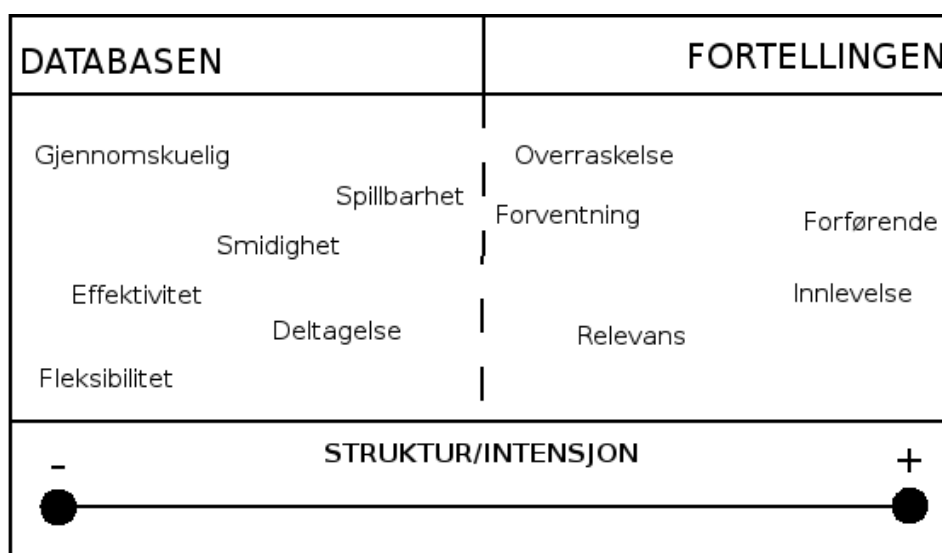 DATABASEN
FORTELLINGEN
Gjennomskuelig
Overraskelse
Spillbarhet
Forventning
Forførende
Smidighet
Effektivitet
Innlevelse
Deltagelse
Relevans
Fleksibilitet
STRUKTUR/INTENSJON
- +